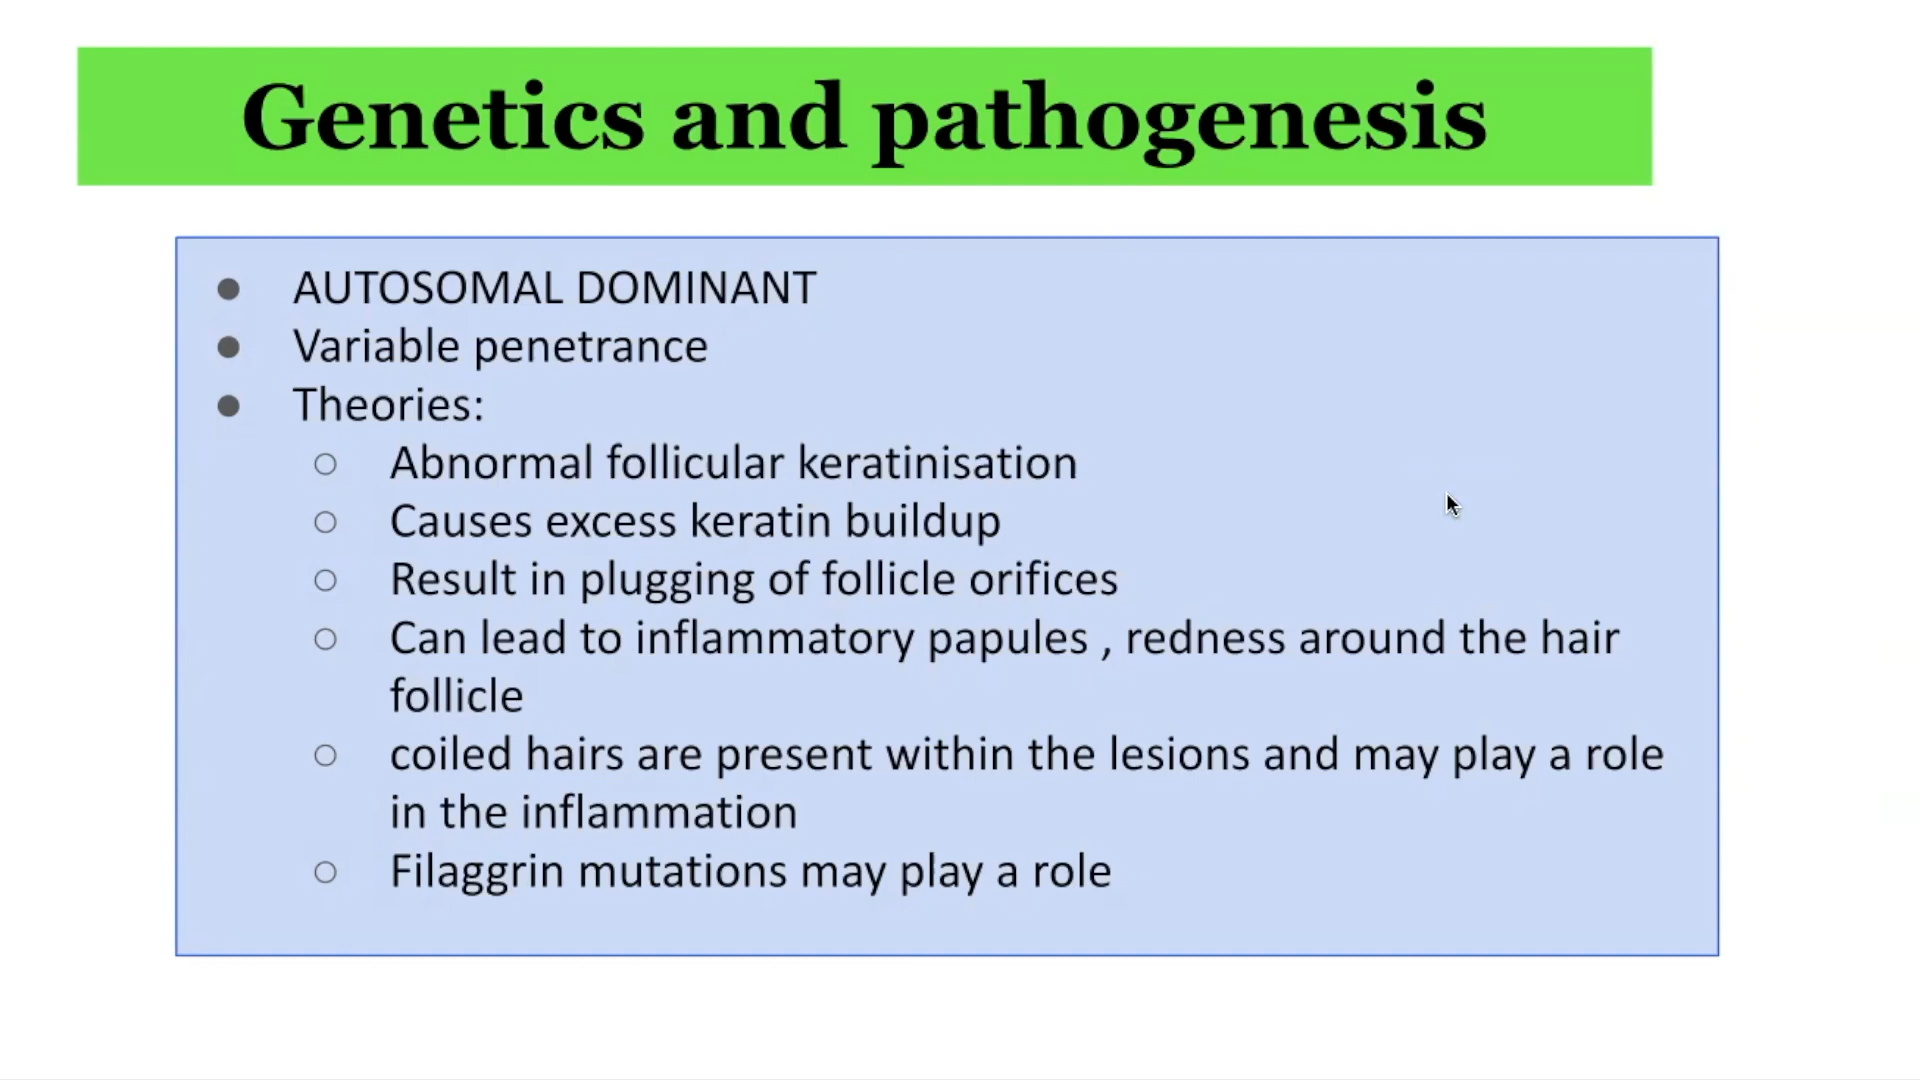 Genetics and pathogenesis
● AUTOSOMAL DOMINANT
● Variable penetrance
● Theories:
○ Abnormal follicular keratinisation
○ Causes excess keratin buildup
○ Result in plugging of follicle orifices
○ Can lead to inflammatory papules , redness around the hair
follicle
○ coiled hairs are present within the lesions and may play a role
in the inflammation
○ Filaggrin mutations may play a role